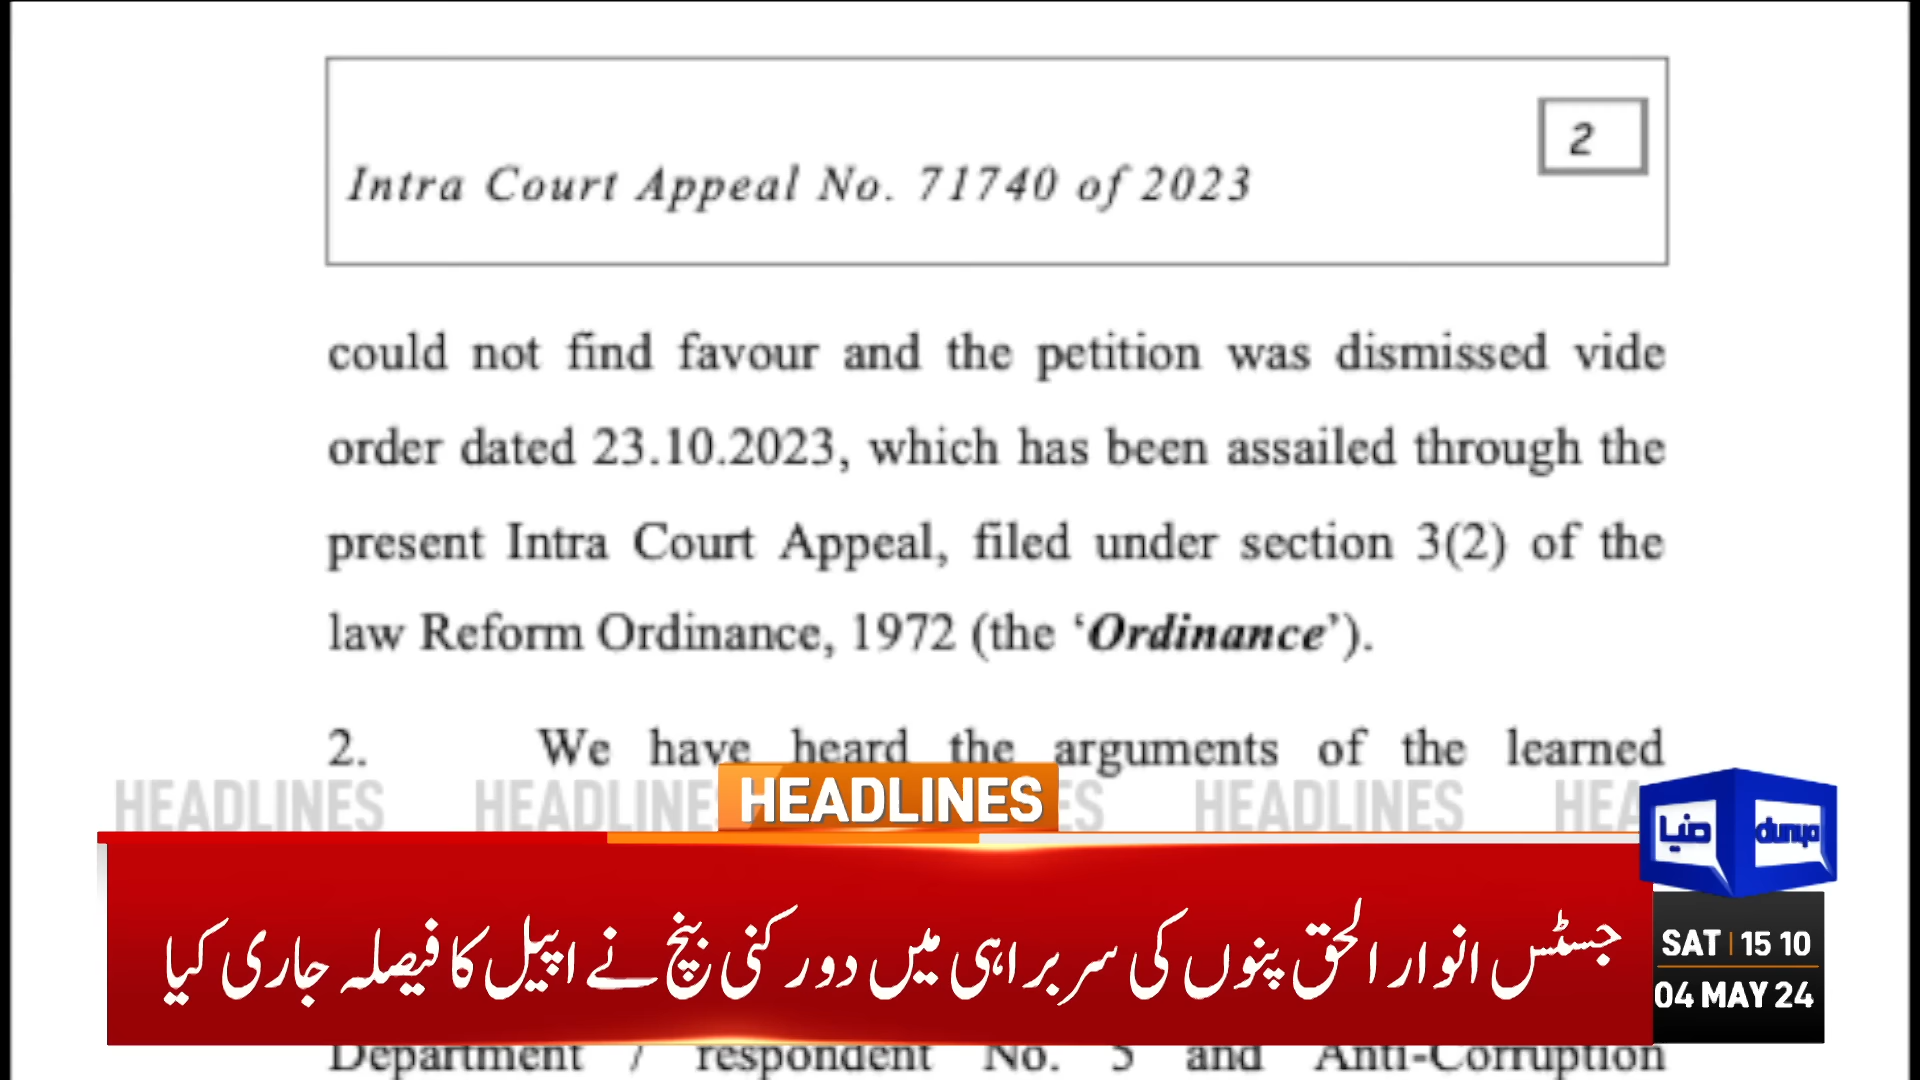 2
Intra Court Appeal No. 71740 of 2023
could not find favour and the petition was dismissed vide
order dated 23.10.2023, which has been assailed through the
present Intra Court Appeal, filed under section 3(2) of the
law Reform Ordinance, 1972 (the ‘Ordinance’).
2. We have heard the arguments of the learned
HEADLINES HEADLINES HEADLINES HEADLINES
HEADLINES
دنیا dunya
جسٹس انوار الحق پنوں کی سربراہی میں دو رکنی بنچ نے اپیل کا فیصلہ جاری کیا
SAT 15 10
04 MAY 24
Department / respondent No. 5 and Anti-Corruption